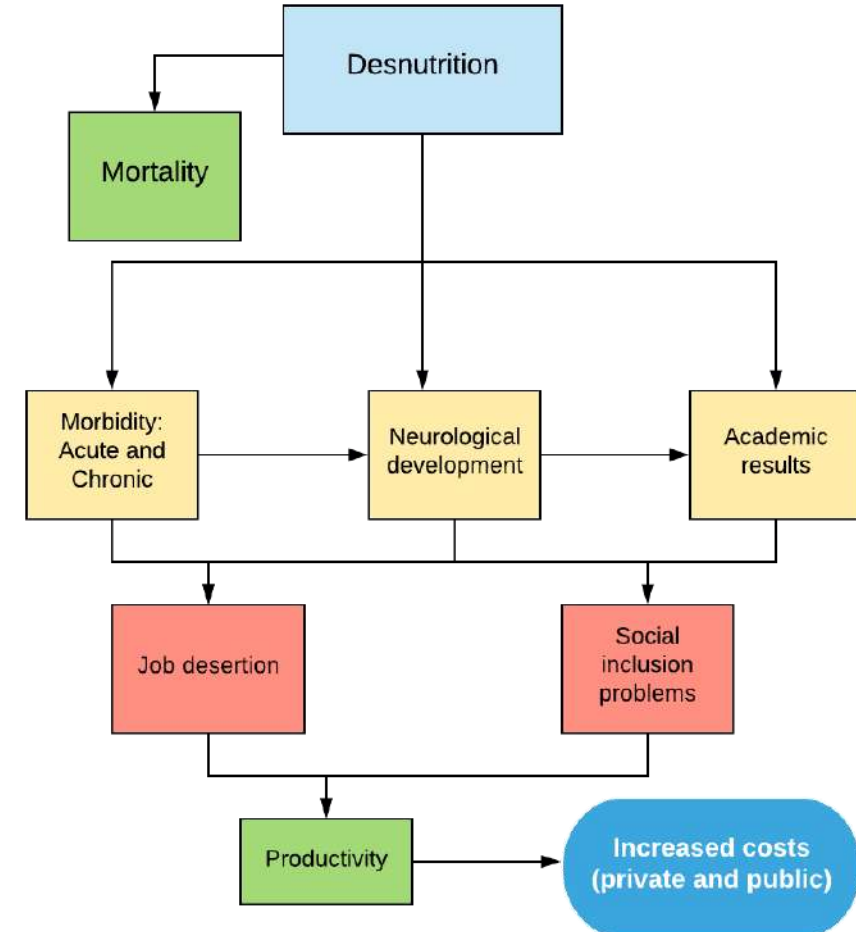 Desnutrition
Mortality
Morbidity:
Acute and
Chronic
Neurological
development
Academic
results
Job desertion
Social
inclusion
problems
Productivity
Increased costs
(private and public)